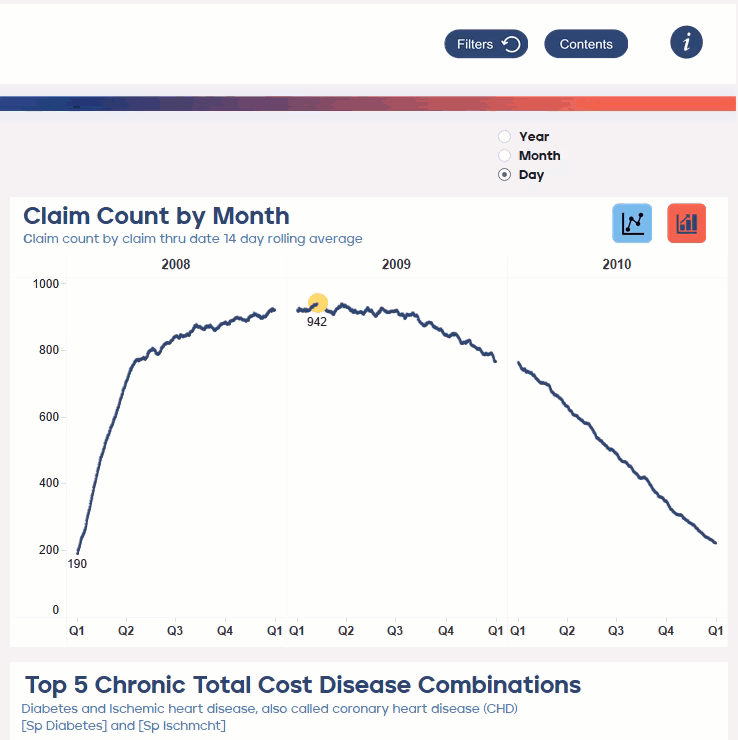 Filters
Contents
i
Year
Month
Day
Claim Count by Month
Claim count by claim thru date 14 day rolling average
2008 2009 2010
1000
942
800
600
400
200
190
0
Q1 Q2 Q3 Q4 Q1 Q1 Q2 Q3 Q4 Q1 Q1 Q2 Q3 Q4 Q1
Top 5 Chronic Total Cost Disease Combinations
Diabetes and Ischemic heart disease, also called coronary heart disease (CHD)
[Sp Diabetes] and [Sp Ischmcht]